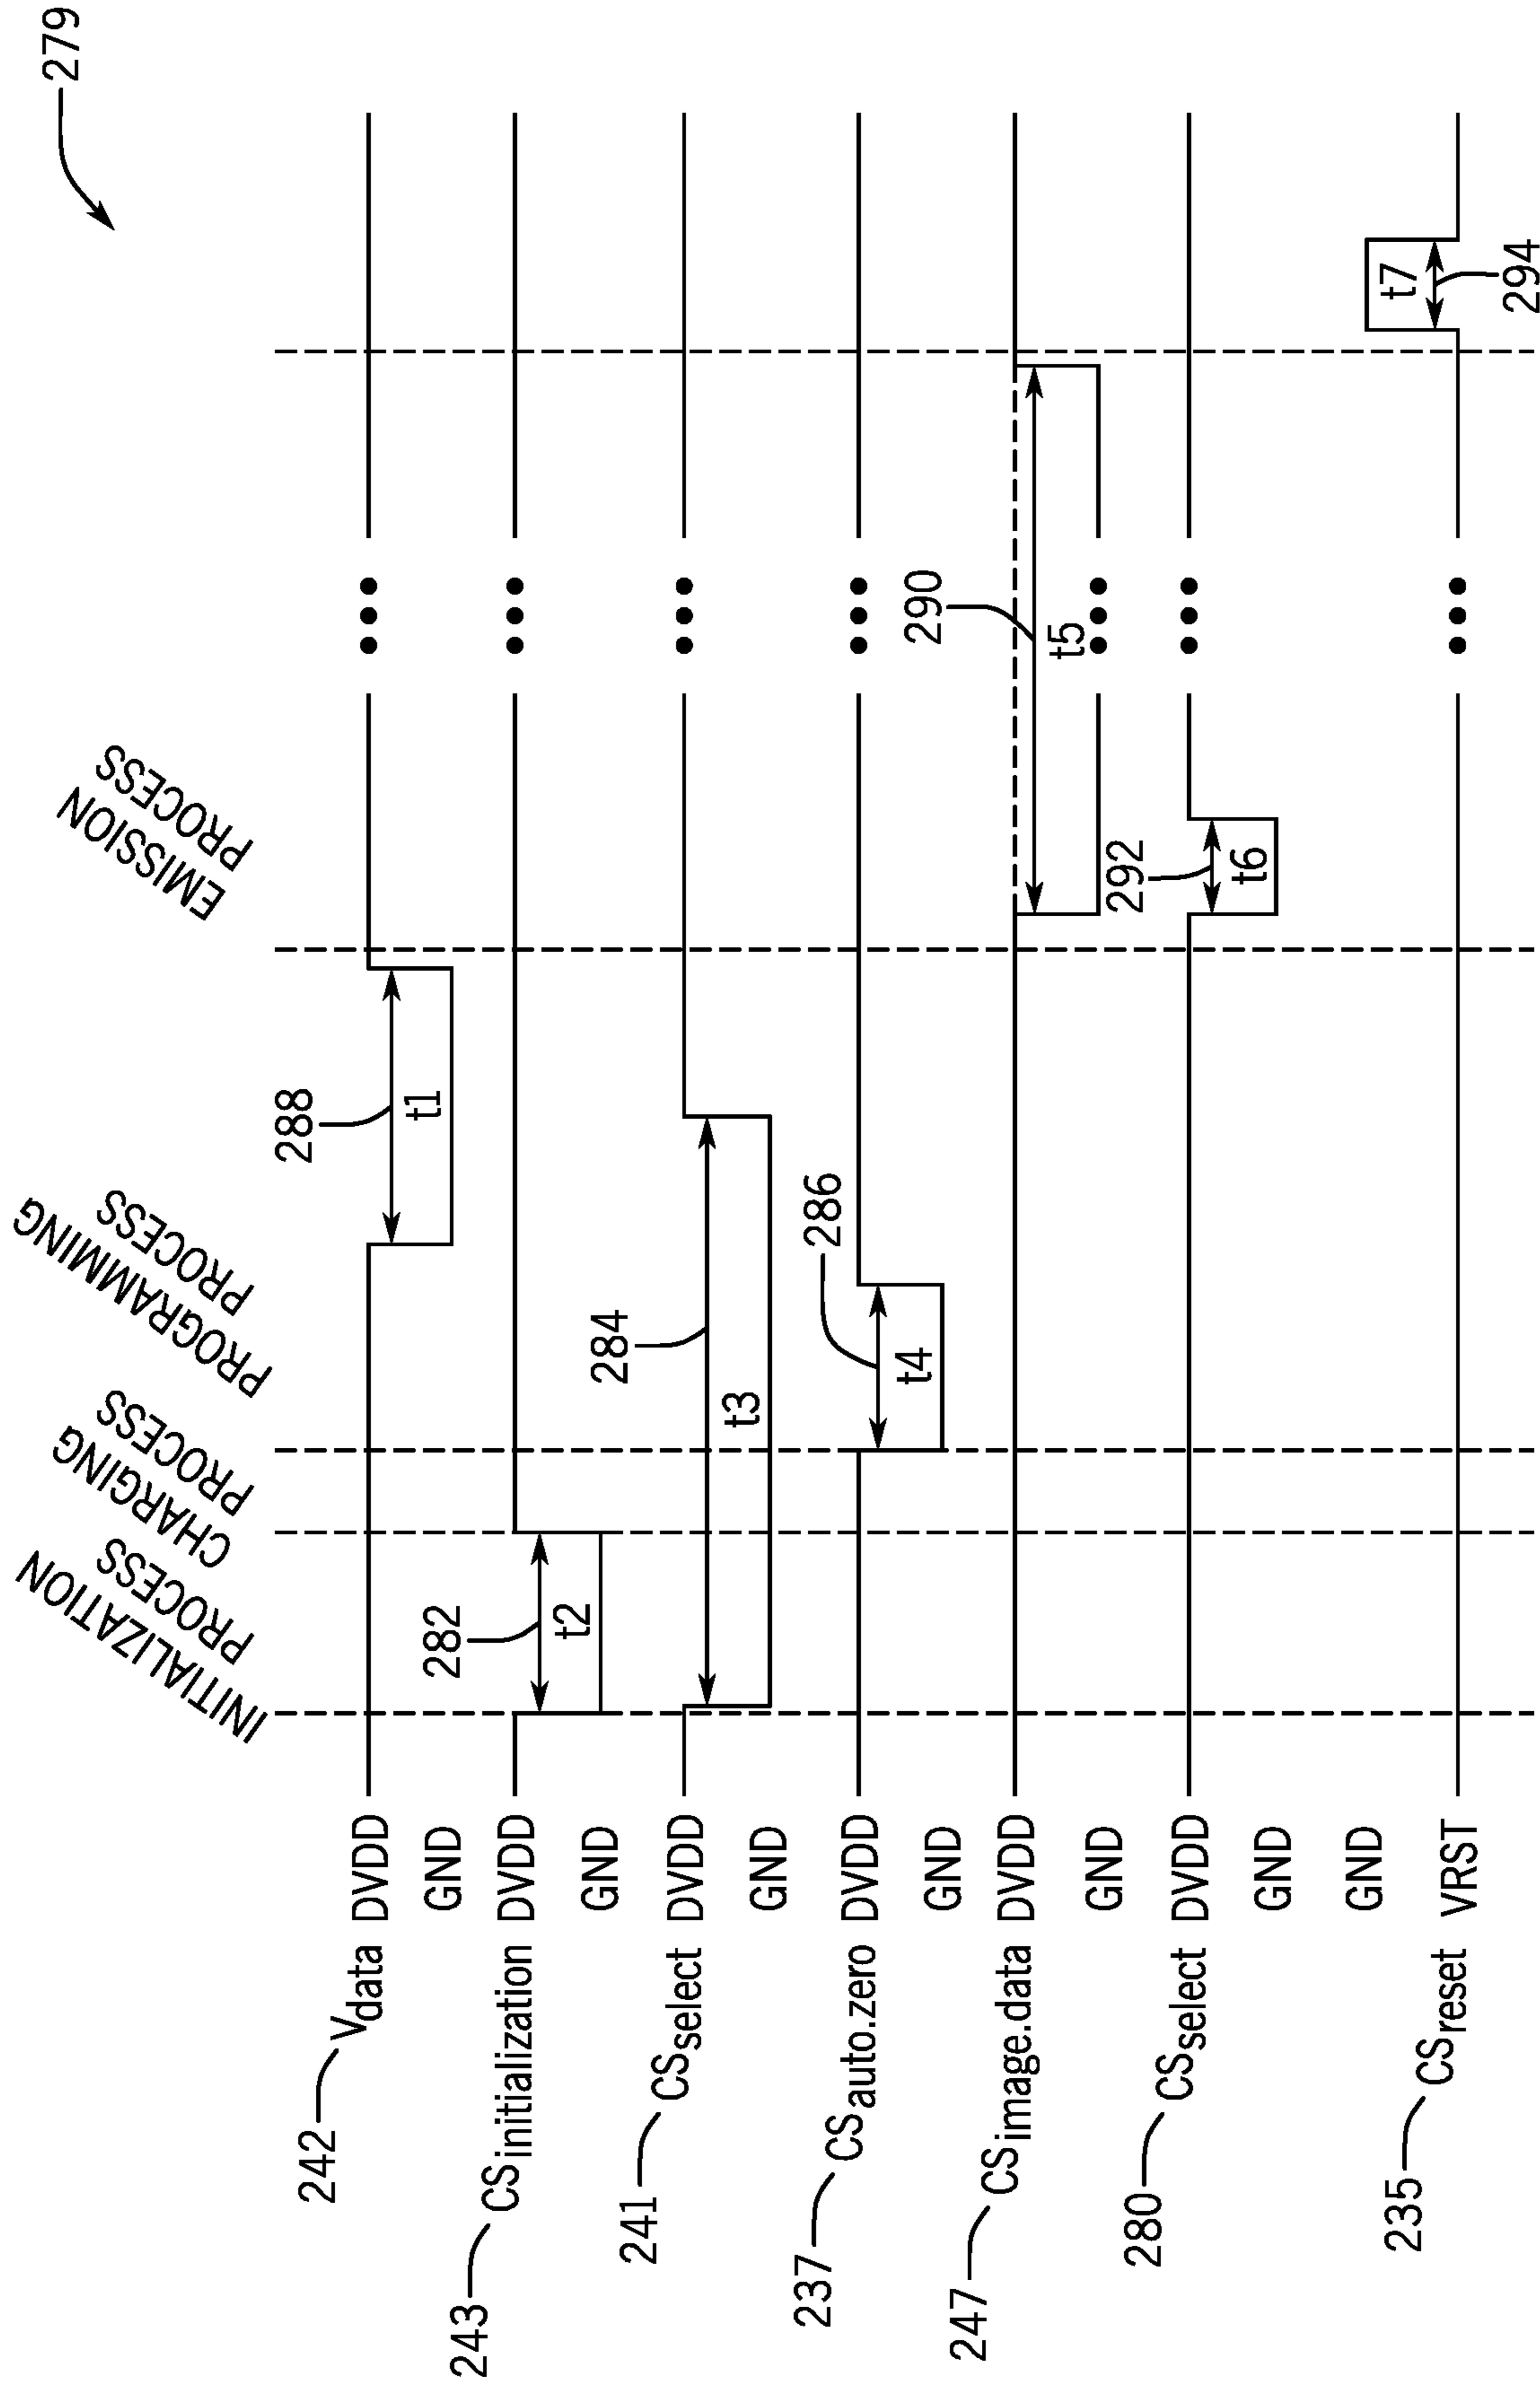 279
INITIALIZATION
PROCESS
CHARGING
PROCESS
PROGRAMMING
PROCESS
EMISSION
PROCESS
242 Vdata DVDD
GND
288
t1
243 CSinitialization DVDD
GND
282
t2
241 CSselect DVDD
GND
284
t3
237 CSauto.zero DVDD
GND
286
t4
247 CSimage.data DVDD
GND
290
t5
280 CSselect DVDD
GND
292
t6
GND
235 CSreset VRST
t7
294